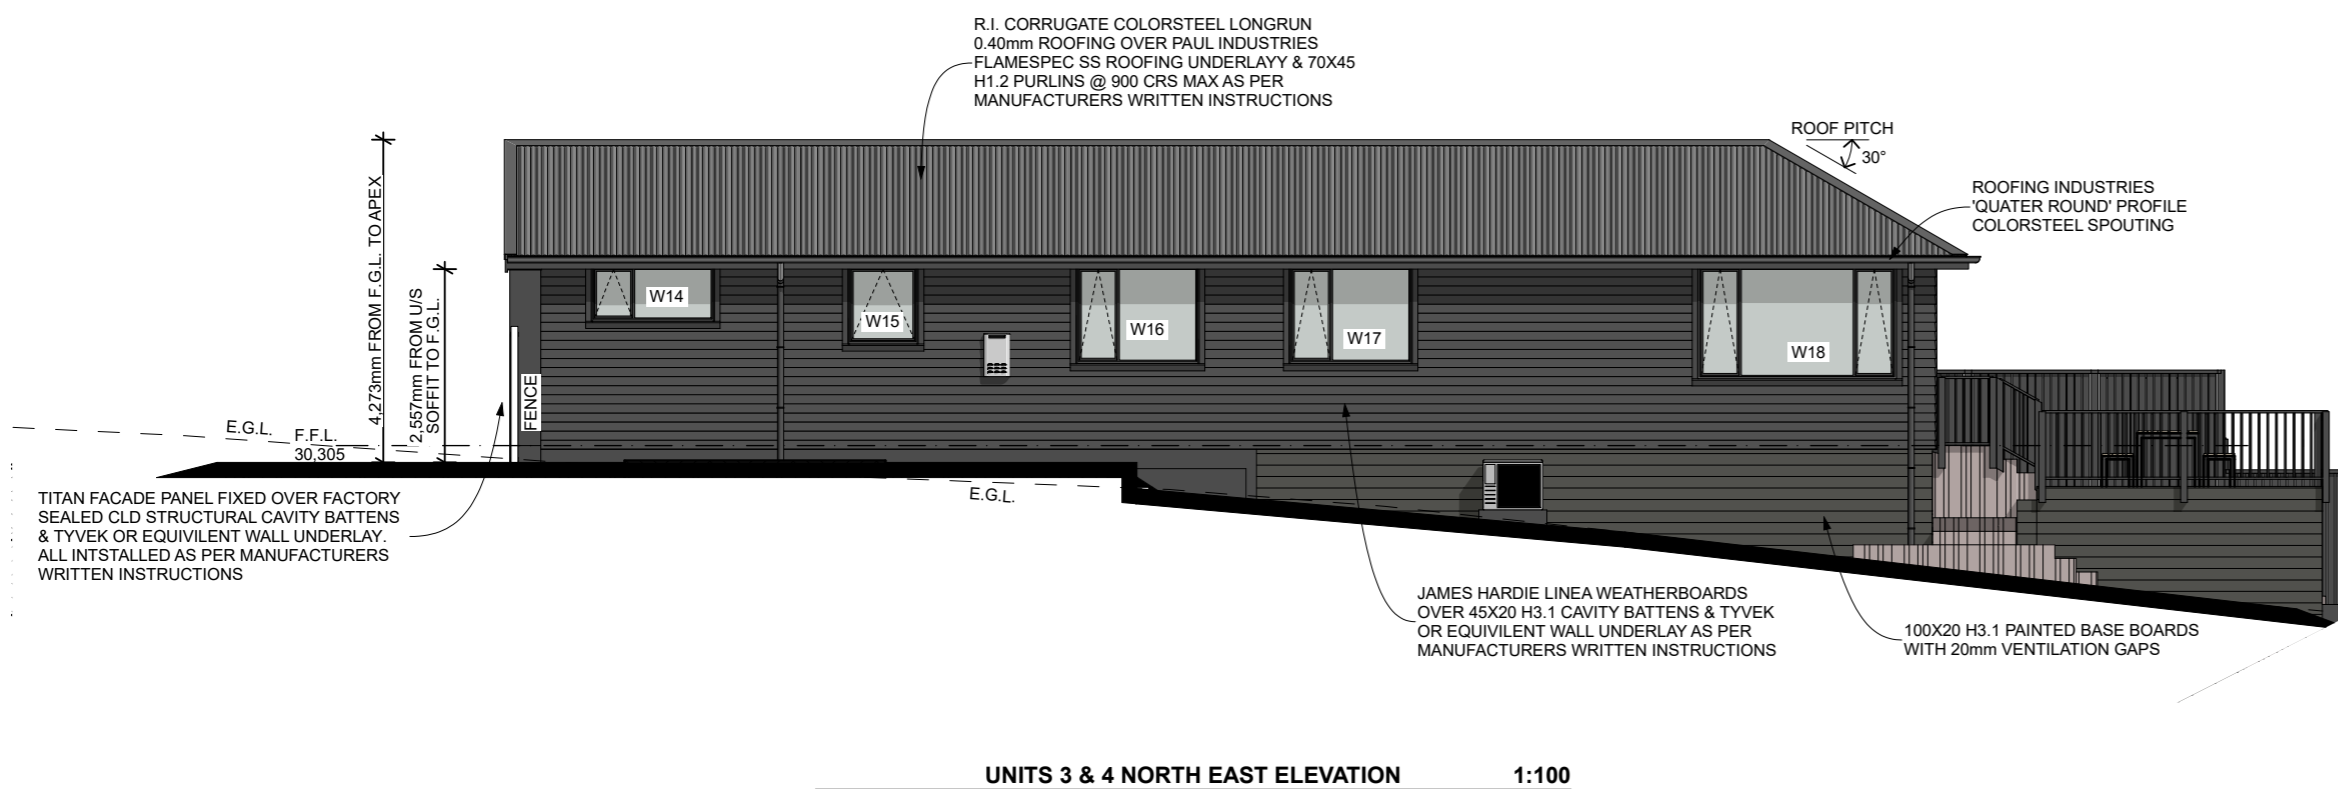 R.I. CORRUGATE COLORSTEEL LONGRUN
0.40mm ROOFING OVER PAUL INDUSTRIES
FLAMESPEC SS ROOFING UNDERLAYY & 70X45
H1.2 PURLINS @ 900 CRS MAX AS PER
MANUFACTURERS WRITTEN INSTRUCTIONS
ROOF PITCH
30°
ROOFING INDUSTRIES
'QUATER ROUND' PROFILE
COLORSTEEL SPOUTING
4,273mm FROM F.G.L. TO APEX
2,557mm FROM U/S
SOFFIT TO F.G.L.
FENCE
W14
W15
W16
W17
W18
E.G.L.
F.F.L.
30,305
E.G.L.
TITAN FACADE PANEL FIXED OVER FACTORY
SEALED CLD STRUCTURAL CAVITY BATTENS
& TYVEK OR EQUIVILENT WALL UNDERLAY.
ALL INTSTALLED AS PER MANUFACTURERS
WRITTEN INSTRUCTIONS
JAMES HARDIE LINEA WEATHERBOARDS
OVER 45X20 H3.1 CAVITY BATTENS & TYVEK
OR EQUIVILENT WALL UNDERLAY AS PER
MANUFACTURERS WRITTEN INSTRUCTIONS
100X20 H3.1 PAINTED BASE BOARDS
WITH 20mm VENTILATION GAPS
UNITS 3 & 4 NORTH EAST ELEVATION 1:100